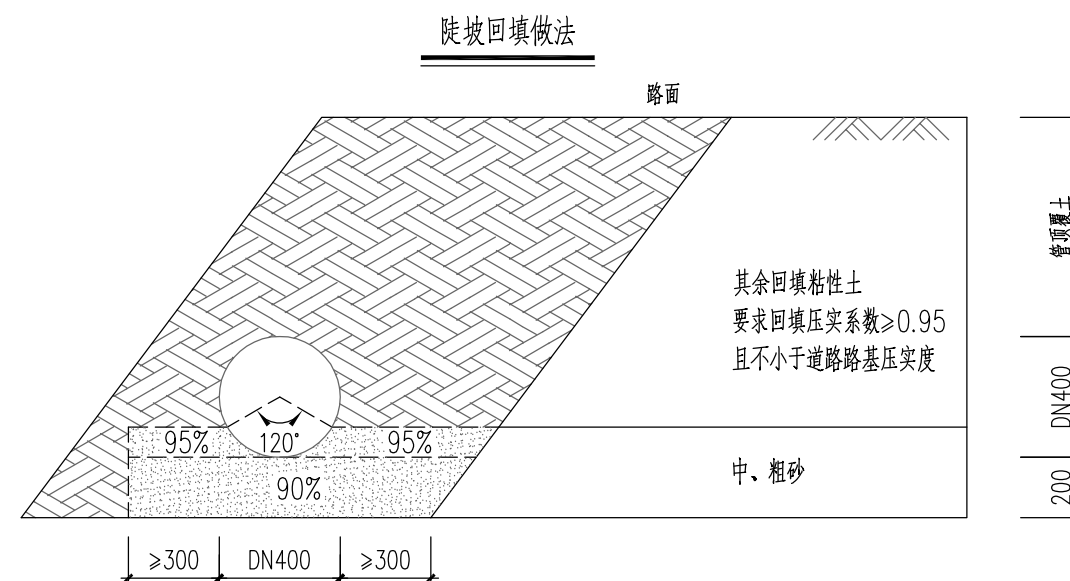 陡坡回填做法
路面
管顶覆土
其余回填粘性土
要求回填压实系数≥0.95
且不小于道路路基压实度
DN400
95%
120°
95%
中、粗砂
90%
200
≥300
DN400
≥300